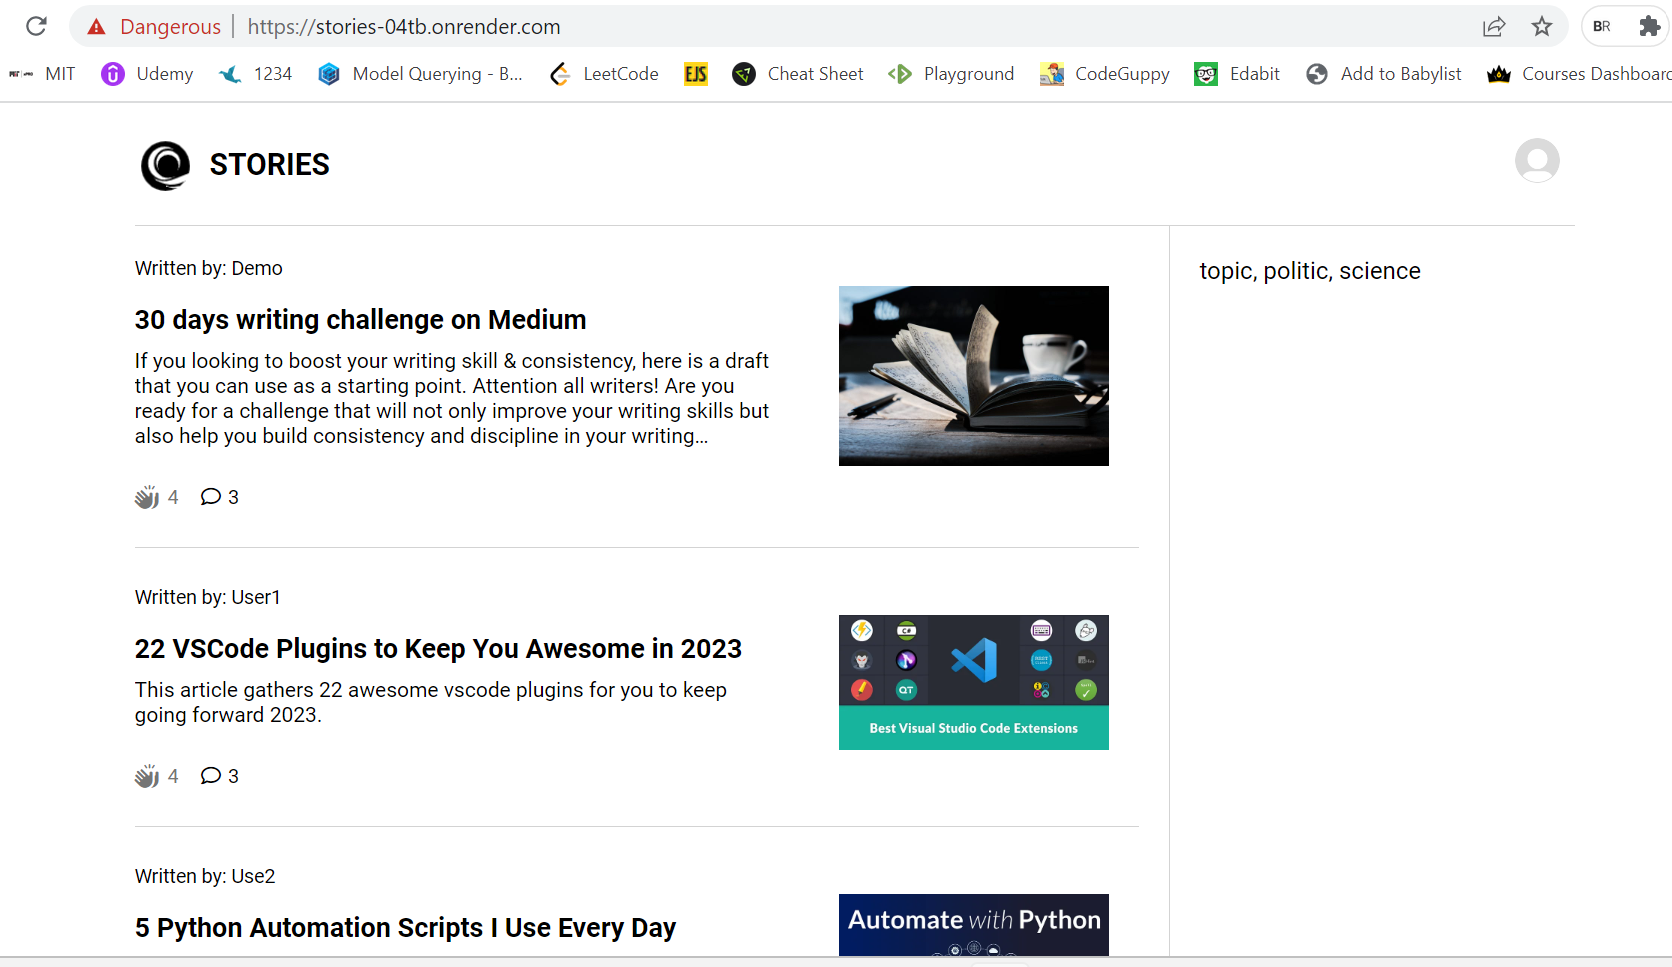 Dangerous https://stories-04tb.onrender.com BR
MIT Udemy 1234 Model Querying - B... LeetCode EJS Cheat Sheet Playground CodeGuppy Edabit Add to Babylist Courses Dashboard
STORIES
Written by: Demo
30 days writing challenge on Medium
If you looking to boost your writing skill & consistency, here is a draft
that you can use as a starting point. Attention all writers! Are you
ready for a challenge that will not only improve your writing skills but
also help you build consistency and discipline in your writing...
4 3
topic, politic, science
Written by: User1
22 VSCode Plugins to Keep You Awesome in 2023
This article gathers 22 awesome vscode plugins for you to keep
going forward 2023.
4 3
C#
QT
Best Visual Studio Code Extensions
Written by: Use2
5 Python Automation Scripts I Use Every Day
Automate with Python